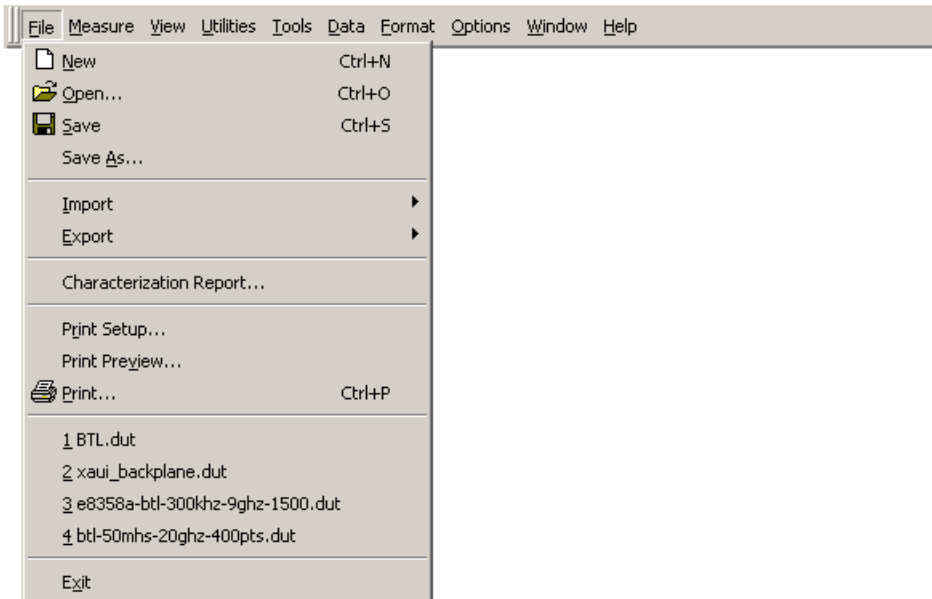 File Measure View Utilities Tools Data Format Options Window Help
New Ctrl+N
Open... Ctrl+O
Save Ctrl+S
Save As...
Import
Export
Characterization Report...
Print Setup...
Print Preview...
Print... Ctrl+P
1 BTL.dut
2 xaui_backplane.dut
3 e8358a-btl-300khz-9ghz-1500.dut
4 btl-50mhs-20ghz-400pts.dut
Exit